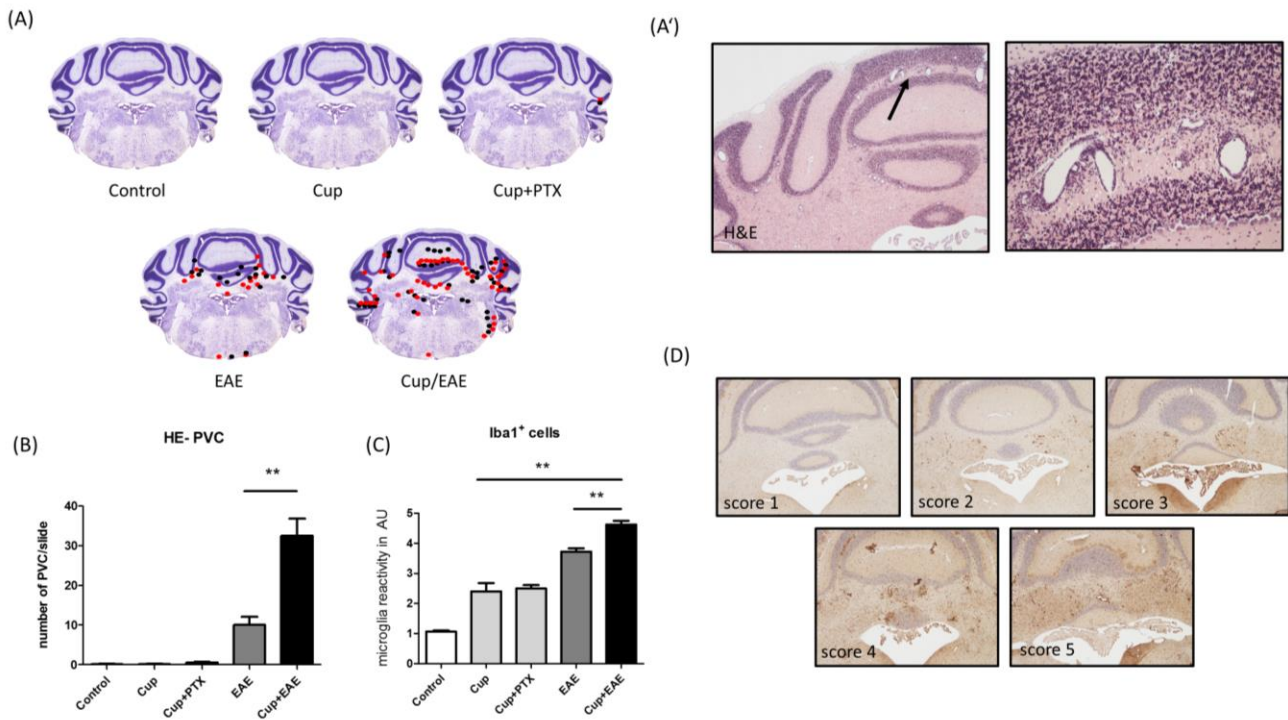 (A)
Control
Cup
Cup+PTX
EAE
Cup/EAE
(A‘)
H&E
(B)
HE- PVC
**
number of PVC/slide
40
30
20
10
0
Control
Cup
Cup+PTX
EAE
Cup+EAE
(C)
Iba1⁺ cells
**
**
microglia reactivity in AU
5
4
3
2
1
0
Control
Cup
Cup+PTX
EAE
Cup+EAE
(D)
score 1
score 2
score 3
score 4
score 5